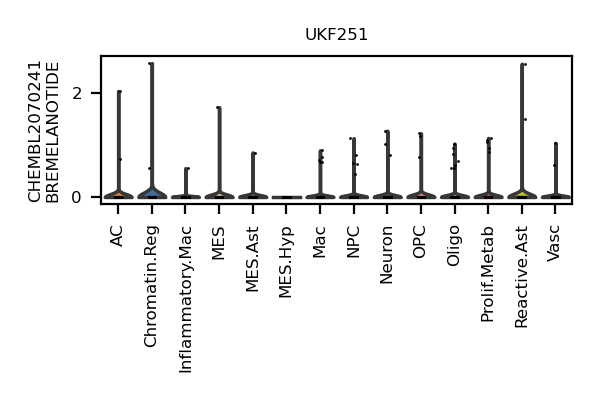 UKF251
CHEMBL2070241
BREMELANOTIDE
2
0
AC
Chromatin.Reg
Inflammatory.Mac
MES
MES.Ast
MES.Hyp
Mac
NPC
Neuron
OPC
Oligo
Prolif.Metab
Reactive.Ast
Vasc